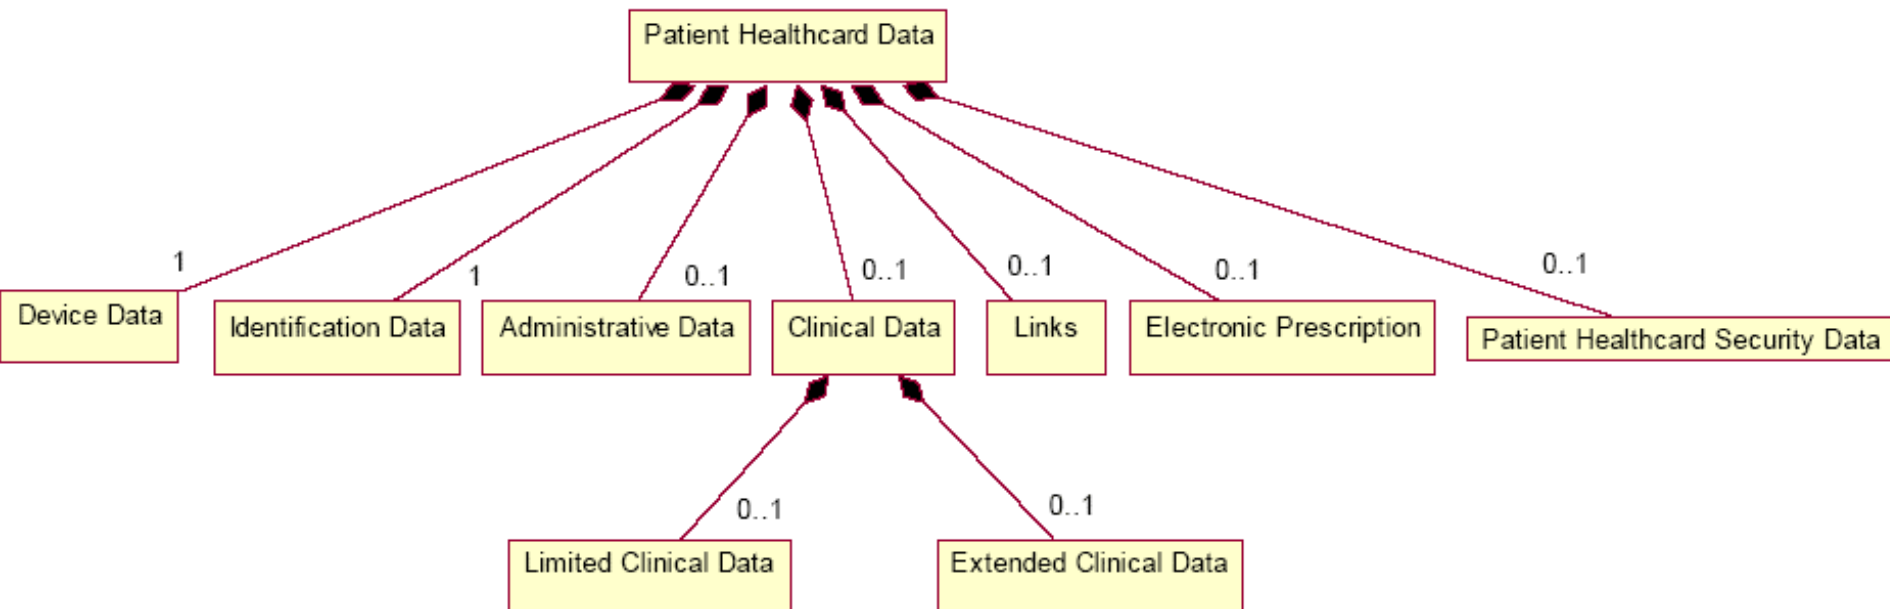 Patient Healthcard Data
1
1
0..1
0..1
0..1
0..1
0..1
Device Data
Identification Data
Administrative Data
Clinical Data
Links
Electronic Prescription
Patient Healthcard Security Data
0..1
0..1
Limited Clinical Data
Extended Clinical Data